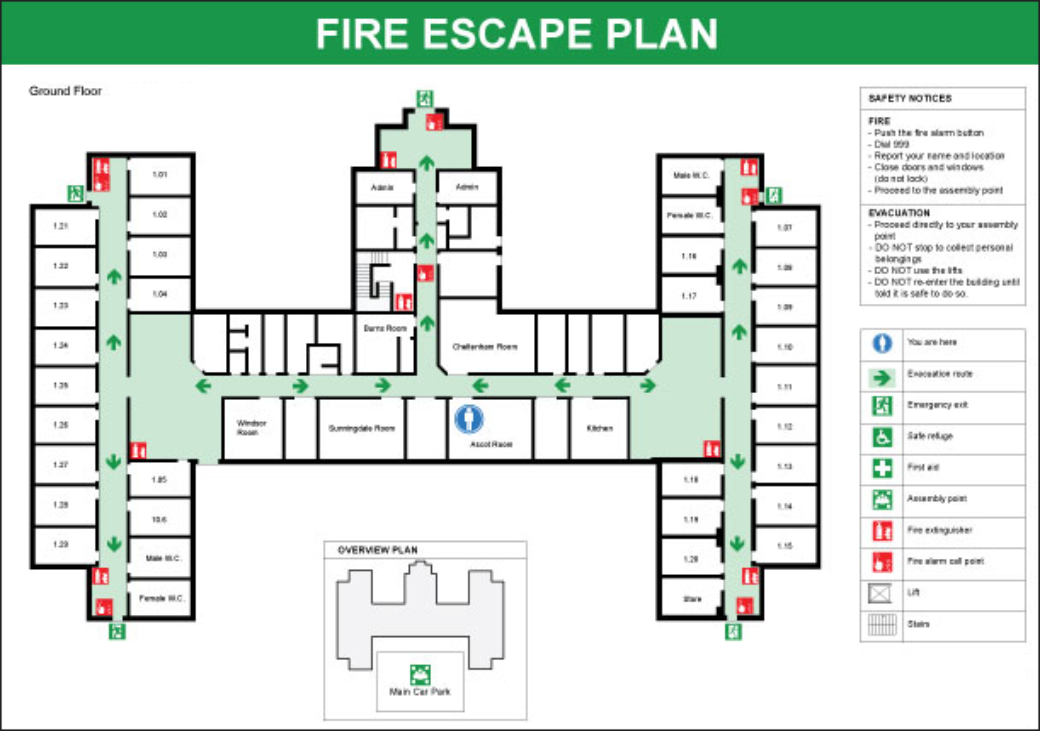 FIRE ESCAPE PLAN
Ground Floor
SAFETY NOTICES
FIRE
- Push the fire alarm button
- Dial 999
- Report your name and location
- Close doors and windows
(do not lock)
- Proceed to the assembly point
EVACUATION
- Proceed directly to your assembly
point
- DO NOT stop to collect personal
belongings
- DO NOT use the lifts
- DO NOT re-enter the building until
told it is safe to do so.
You are here
Evacuation route
Emergency exit
Safe refuge
First aid
Assembly point
Fire extinguisher
Fire alarm call point
Lift
Stairs
1.21
1.22
1.23
1.24
1.25
1.26
1.27
1.28
1.29
1.01
1.02
1.03
1.04
1.05
10.6
Male W.C.
Female W.C.
Admin
Admin
Barns Room
Cheltenham Room
Windsor
Room
Sunningdale Room
Ascot Room
Kitchen
Male W.C.
Female W.C.
1.16
1.17
1.18
1.19
1.20
Store
1.07
1.08
1.09
1.10
1.11
1.12
1.13
1.14
1.15
OVERVIEW PLAN
Main Car Park